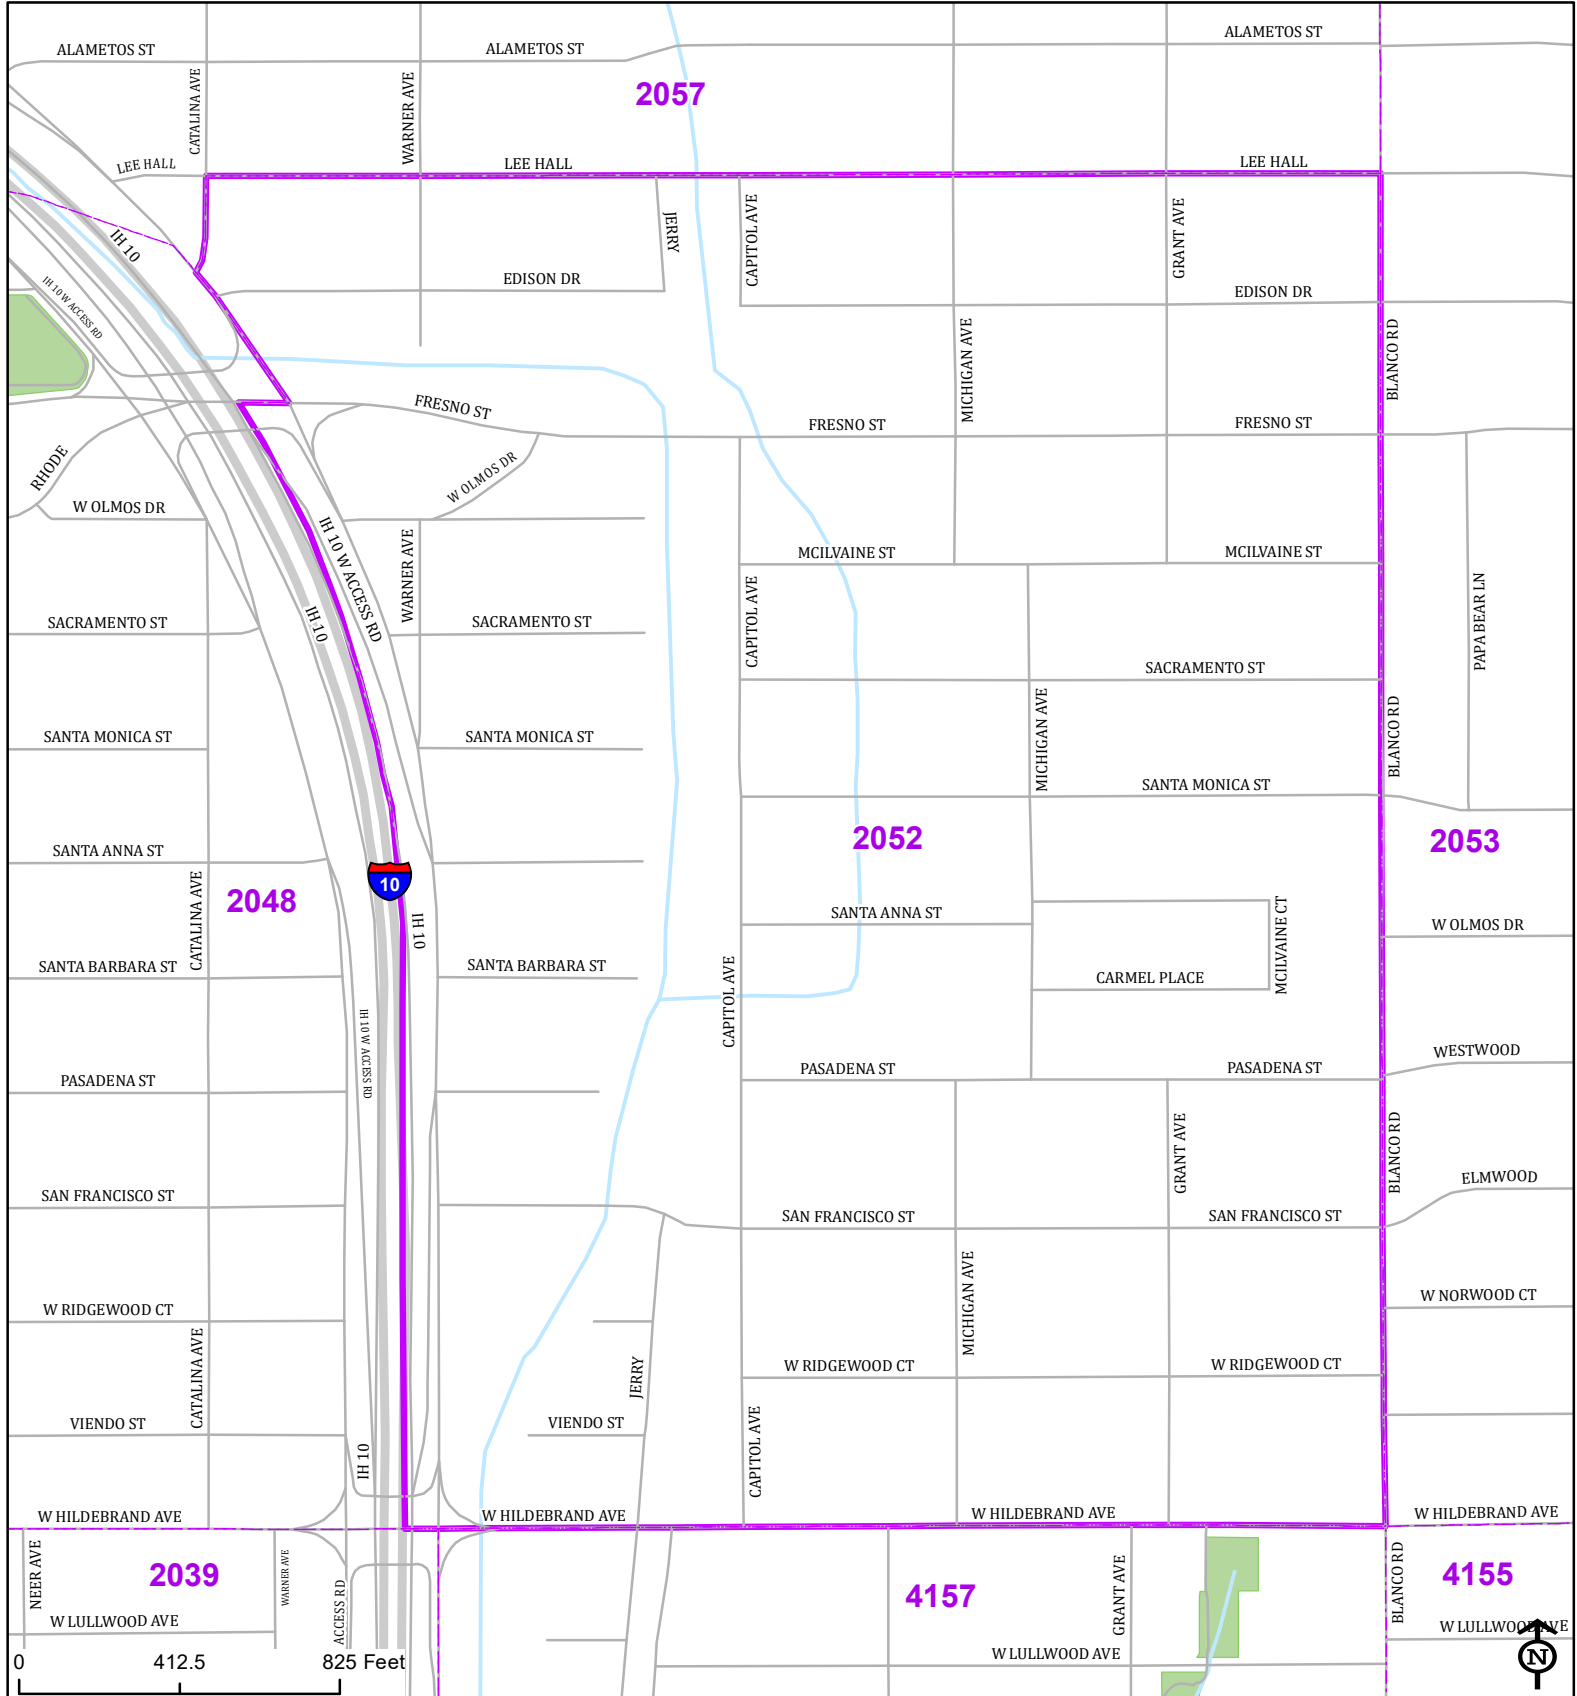 ALAMETOS ST
ALAMETOS ST
ALAMETOS ST
CATALINA AVE
WARNER AVE
2057
LEE HALL
LEE HALL
LEE HALL
JERRY
CAPITOL AVE
GRANT AVE
IH 10
IH 10 W ACCESS RD
EDISON DR
EDISON DR
MICHIGAN AVE
BLANCO RD
FRESNO ST
FRESNO ST
FRESNO ST
RHODE
W OLMOS DR
W OLMOS DR
IH 10 W ACCESS RD
WARNER AVE
MCILVAINE ST
MCILVAINE ST
CAPITOL AVE
PAPA BEAR LN
IH 10
SACRAMENTO ST
SACRAMENTO ST
SACRAMENTO ST
MICHIGAN AVE
BLANCO RD
SANTA MONICA ST
SANTA MONICA ST
SANTA MONICA ST
2052
2053
SANTA ANNA ST
10
2048
CATALINA AVE
IH 10
SANTA ANNA ST
MCILVAINE CT
W OLMOS DR
SANTA BARBARA ST
SANTA BARBARA ST
CAPITOL AVE
CARMEL PLACE
IH 10 W ACCESS RD
WESTWOOD
PASADENA ST
PASADENA ST
PASADENA ST
GRANT AVE
BLANCO RD
ELMWOOD
SAN FRANCISCO ST
SAN FRANCISCO ST
SAN FRANCISCO ST
MICHIGAN AVE
W RIDGEWOOD CT
W NORWOOD CT
CATALINA AVE
JERRY
W RIDGEWOOD CT
W RIDGEWOOD CT
VIENDO ST
VIENDO ST
CAPITOL AVE
IH 10
W HILDEBRAND AVE
W HILDEBRAND AVE
W HILDEBRAND AVE
W HILDEBRAND AVE
NEER AVE
2039
WARNER AVE
ACCESS RD
4157
GRANT AVE
BLANCO RD
4155
W LULLWOOD AVE
W LULLWOOD AVE
W LULLWOOD AVE
0 412.5 825 Feet
N